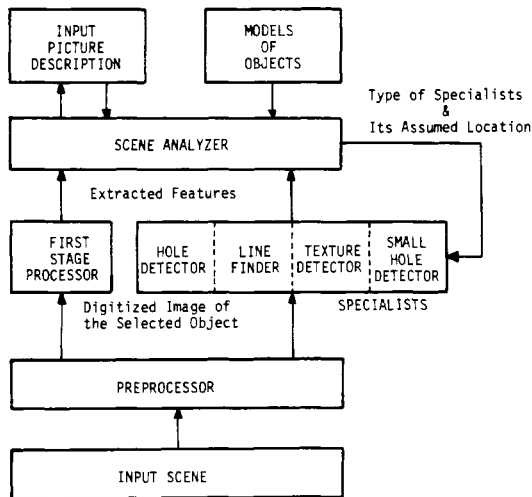 INPUT
PICTURE
DESCRIPTION
MODELS
OF
OBJECTS
Type of Specialists
&
Its Assumed Location
SCENE ANALYZER
Extracted Features
FIRST
STAGE
PROCESSOR
HOLE
DETECTOR
LINE
FINDER
TEXTURE
DETECTOR
SMALL
HOLE
DETECTOR
Digitized Image of
the Selected Object
SPECIALISTS
PREPROCESSOR
INPUT SCENE